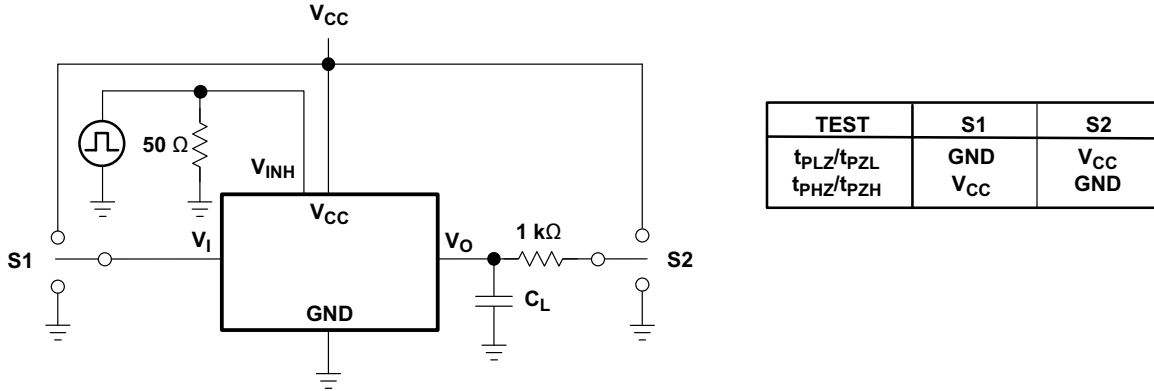 VCC
50 Ω
VINH
VCC
VI
VO
1 kΩ
S1
S2
CL
GND
TEST S1 S2
tPLZ/tPZL GND VCC
tPHZ/tPZH VCC GND